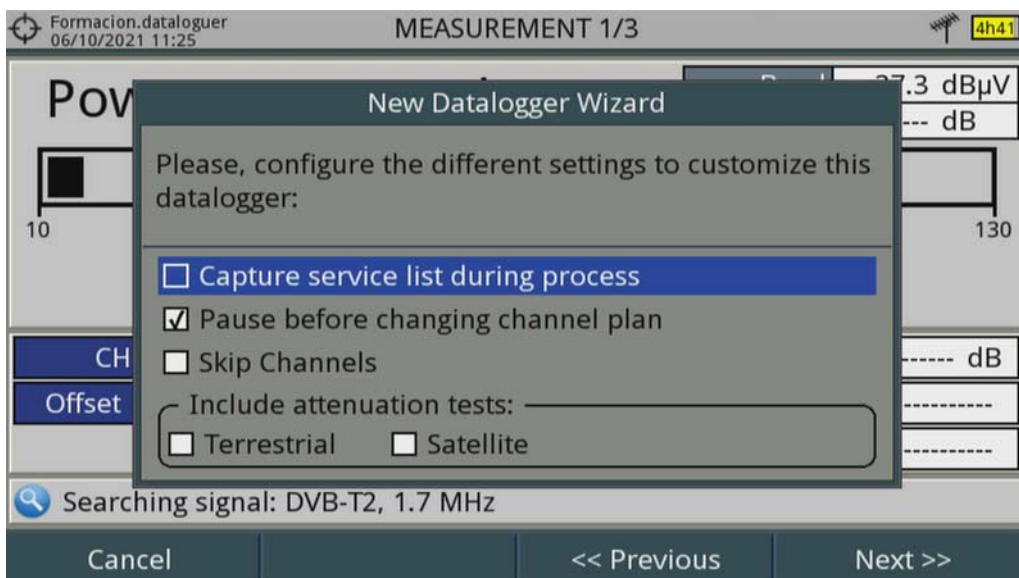 Formacion.dataloguer
06/10/2021 11:25
MEASUREMENT 1/3
4h41
Pow
.3 dBµV
--- dB
10
130
New Datalogger Wizard
Please, configure the different settings to customize this
datalogger:
Capture service list during process
Pause before changing channel plan
Skip Channels
Include attenuation tests:
Terrestrial
Satellite
CH
------ dB
Offset
----------
----------
Searching signal: DVB-T2, 1.7 MHz
Cancel
<< Previous
Next >>